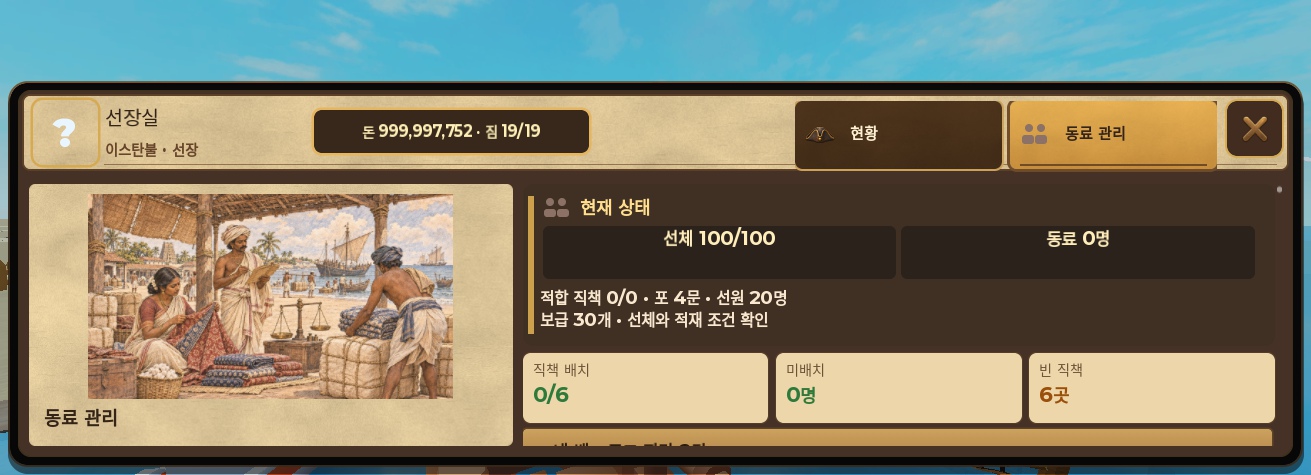 ?
선장실
이스탄불 • 선장
돈 999,997,752 · 짐 19/19
현황
동료 관리
동료 관리
현재 상태
선체 100/100
동료 0명
적합 직책 0/0 • 포 4문 • 선원 20명
보급 30개 • 선체와 적재 조건 확인
직책 배치
0/6
미배치
0명
빈 직책
6곳